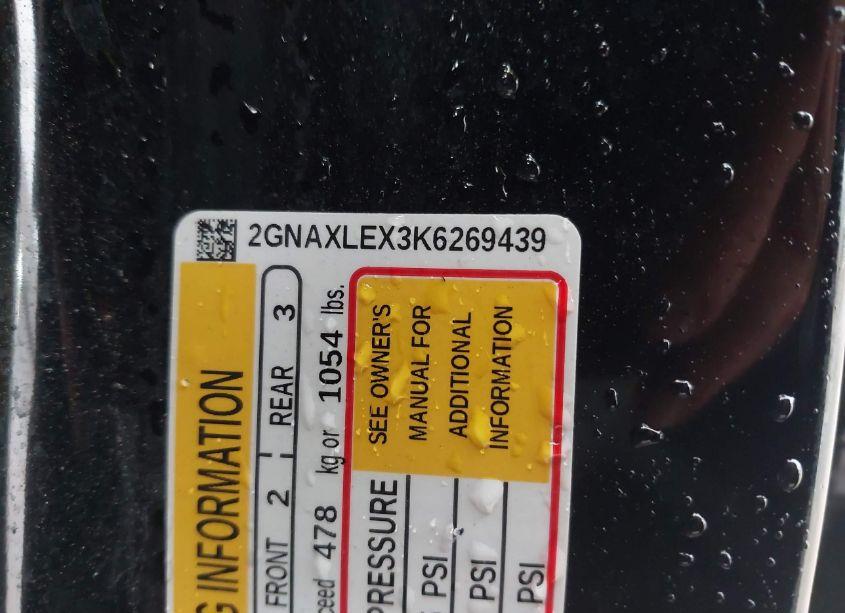 2GNAXLEX3K6269439
G INFORMATION
FRONT 2 REAR 3
ceed 478 kg or 1054 lbs.
PRESSURE
SEE OWNER'S
MANUAL FOR
ADDITIONAL
INFORMATION
PSI
PSI
PSI